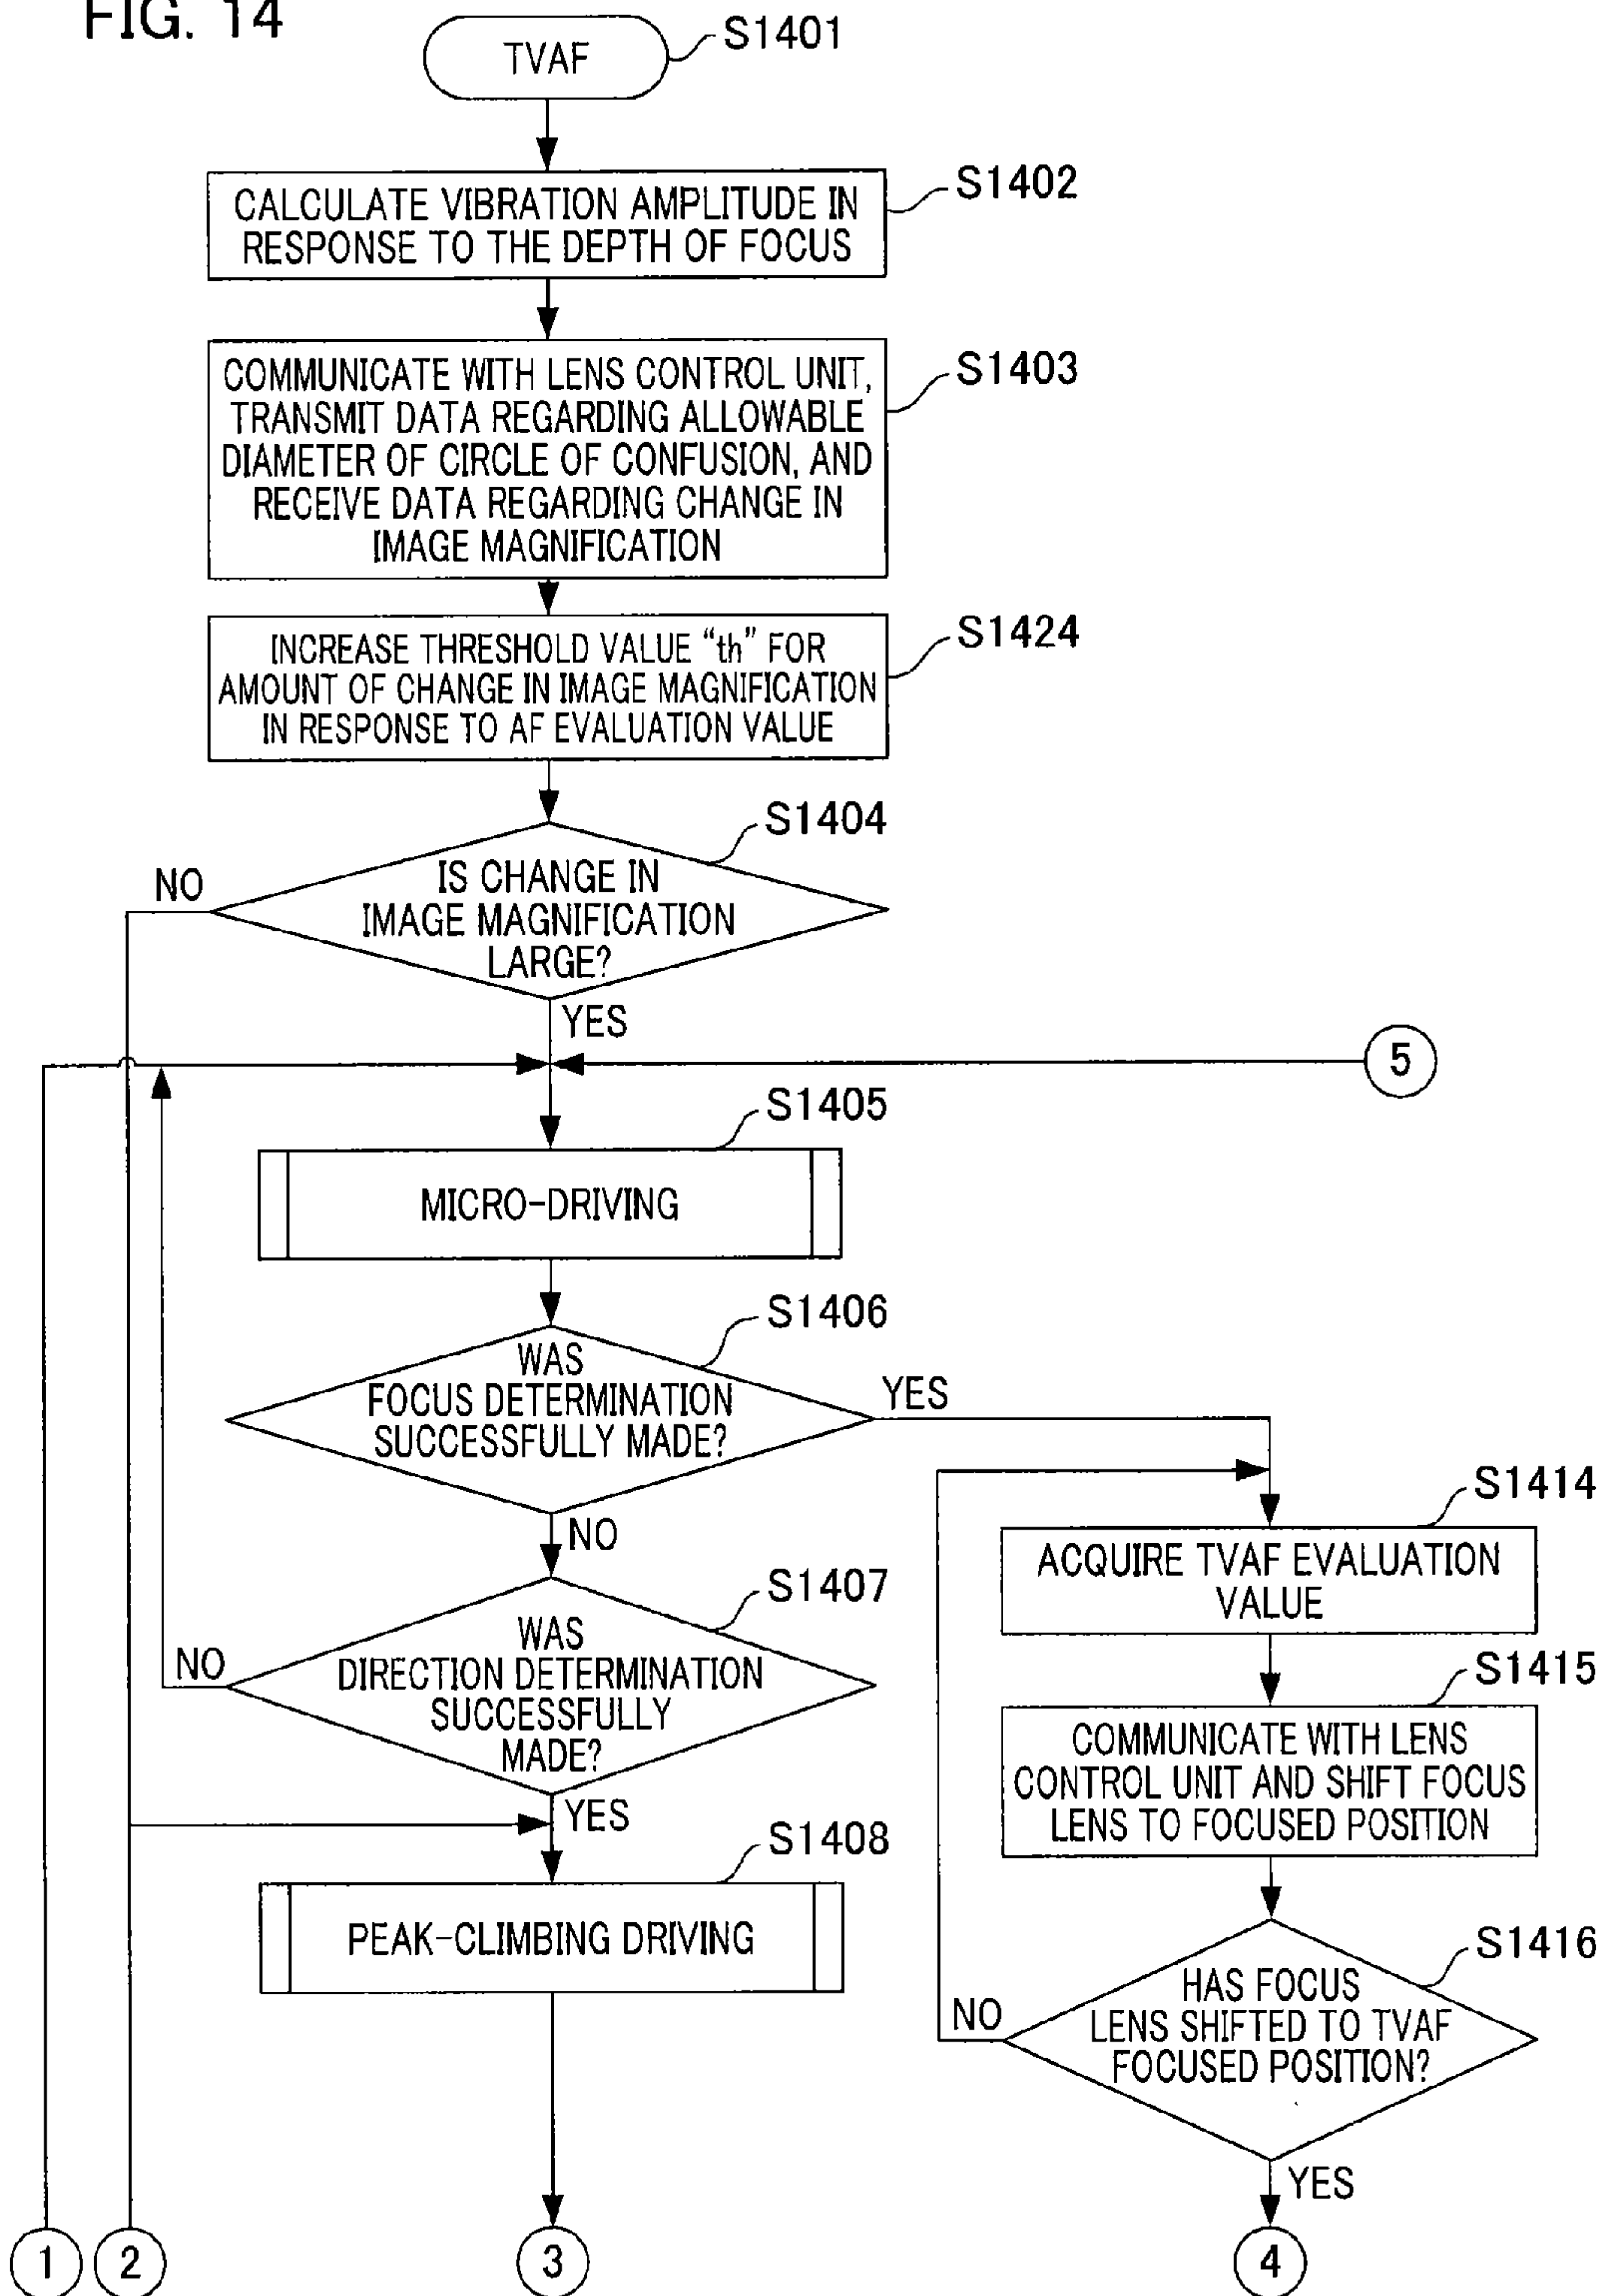 FIG. 14
TVAF
S1401
CALCULATE VIBRATION AMPLITUDE IN
RESPONSE TO THE DEPTH OF FOCUS
S1402
COMMUNICATE WITH LENS CONTROL UNIT,
TRANSMIT DATA REGARDING ALLOWABLE
DIAMETER OF CIRCLE OF CONFUSION, AND
RECEIVE DATA REGARDING CHANGE IN
IMAGE MAGNIFICATION
S1403
INCREASE THRESHOLD VALUE “th” FOR
AMOUNT OF CHANGE IN IMAGE MAGNIFICATION
IN RESPONSE TO AF EVALUATION VALUE
S1424
S1404
IS CHANGE IN
IMAGE MAGNIFICATION
LARGE?
NO
YES
5
S1405
MICRO-DRIVING
S1406
WAS
FOCUS DETERMINATION
SUCCESSFULLY MADE?
YES
NO
S1407
WAS
DIRECTION DETERMINATION
SUCCESSFULLY
MADE?
NO
YES
S1408
PEAK-CLIMBING DRIVING
S1414
ACQUIRE TVAF EVALUATION
VALUE
S1415
COMMUNICATE WITH LENS
CONTROL UNIT AND SHIFT FOCUS
LENS TO FOCUSED POSITION
S1416
HAS FOCUS
LENS SHIFTED TO TVAF
FOCUSED POSITION?
NO
YES
1
2
3
4